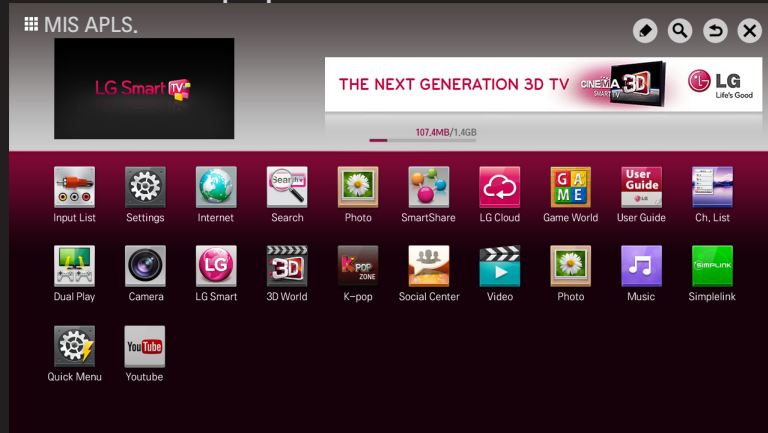 MIS APLS.
LG Smart TV
THE NEXT GENERATION 3D TV CINEMA 3D SMART TV LG Life's Good
107.4MB/1.4GB
Search
GAME
User Guide LG
Input List Settings Internet Search Photo SmartShare LG Cloud Game World User Guide Ch. List
LG 3D K-POP ZONE SIMPLINK
Dual Play Camera LG Smart 3D World K-pop Social Center Video Photo Music Simplelink
You Tube
Quick Menu Youtube